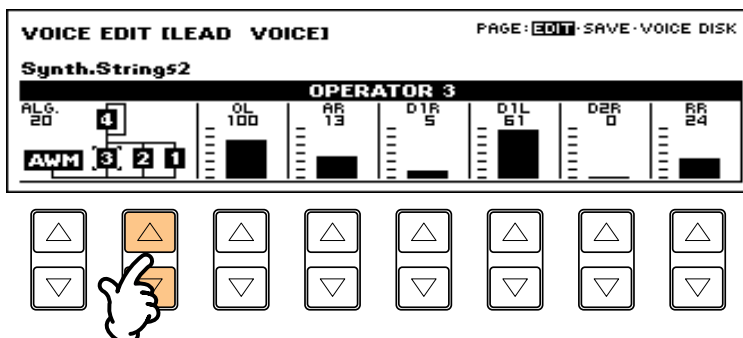 VOICE EDIT [LEAD VOICE]
PAGE: EDIT·SAVE·VOICE DISK
Synth.Strings2
OPERATOR 3
ALG. OL AR D1R D1L D2R RR
20 100 13 5 61 0 24
4
AWM [3] 2 1